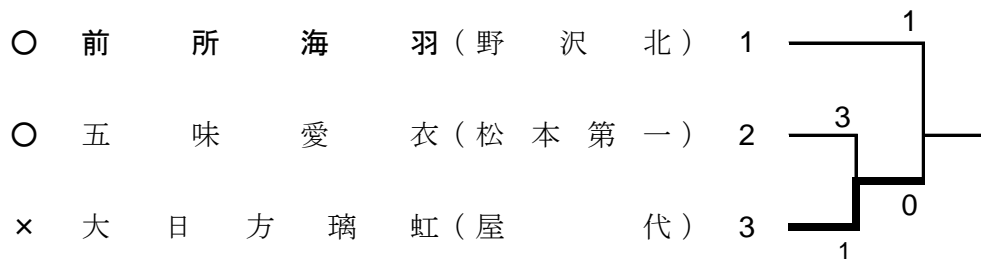 1
○ 前所海羽(野沢北) 1
3
○ 五味愛衣(松本第一) 2
0
× 大日方璃虹(屋代) 3
1